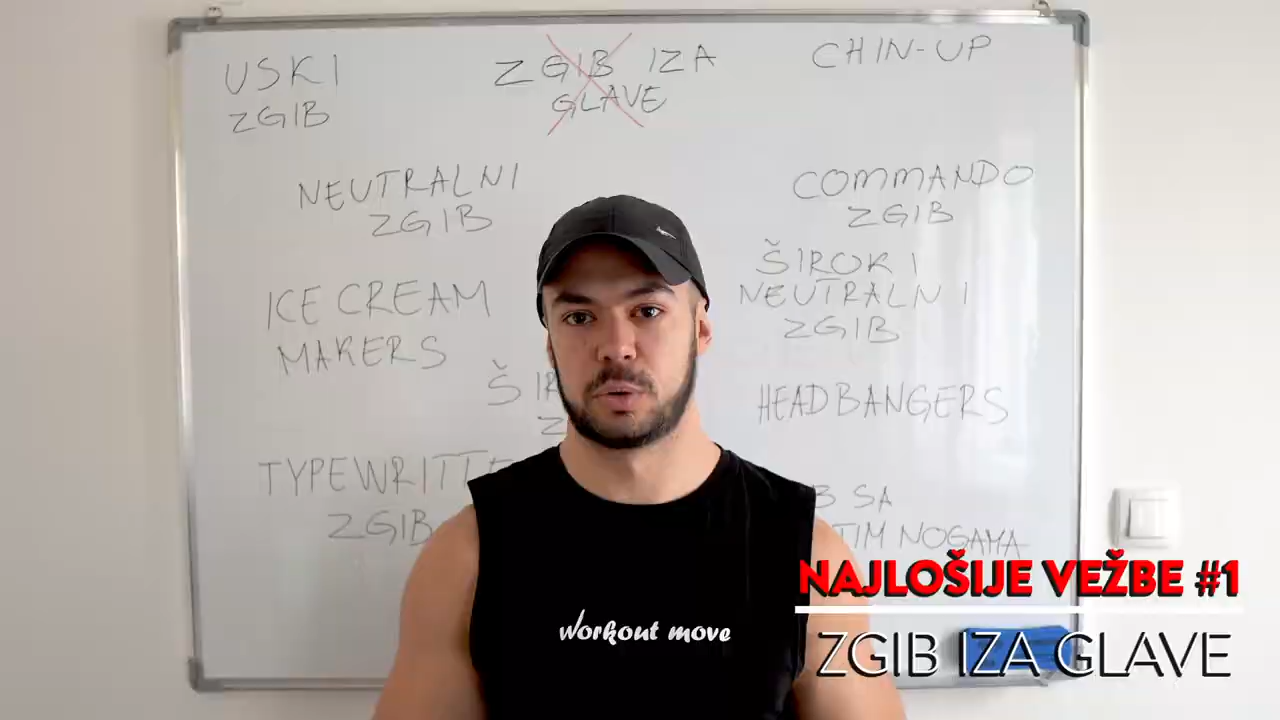 USKI
ZGIB
ZGIB IZA
GLAVE
CHIN-UP
NEUTRALNI
ZGIB
COMMANDO
ZGIB
ICE CREAM
MAKERS
ŠIROKI
NEUTRALNI
ZGIB
HEADBANGERS
ZGIB
SA
NOGAMA
workout move
NAJLOŠIJE VEŽBE #1
ZGIB IZA GLAVE